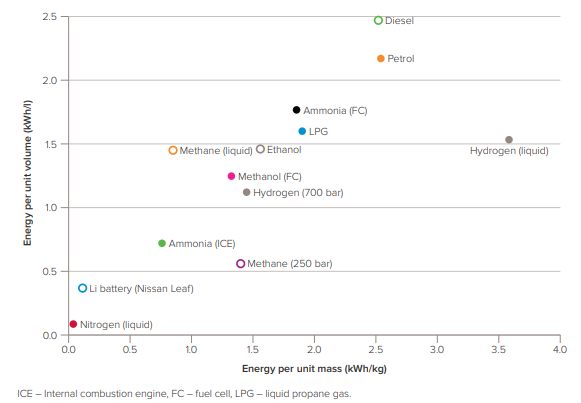 2.5
2.0
1.5
1.0
0.5
0.0
Energy per unit volume (kWh/l)
Diesel
Petrol
Ammonia (FC)
LPG
Methane (liquid)
Ethanol
Hydrogen (liquid)
Methanol (FC)
Hydrogen (700 bar)
Ammonia (ICE)
Methane (250 bar)
Li battery (Nissan Leaf)
Nitrogen (liquid)
0.0 0.5 1.0 1.5 2.0 2.5 3.0 3.5 4.0
Energy per unit mass (kWh/kg)
ICE – Internal combustion engine, FC – fuel cell, LPG – liquid propane gas.